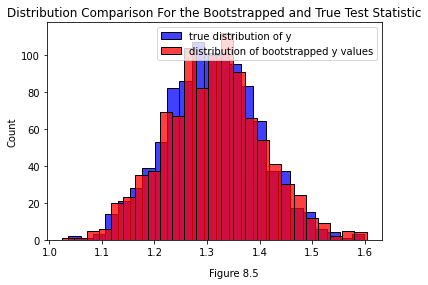 Distribution Comparison For the Bootstrapped and True Test Statistic
true distribution of y
distribution of bootstrapped y values
Count
100
80
60
40
20
0
1.0 1.1 1.2 1.3 1.4 1.5 1.6
Figure 8.5